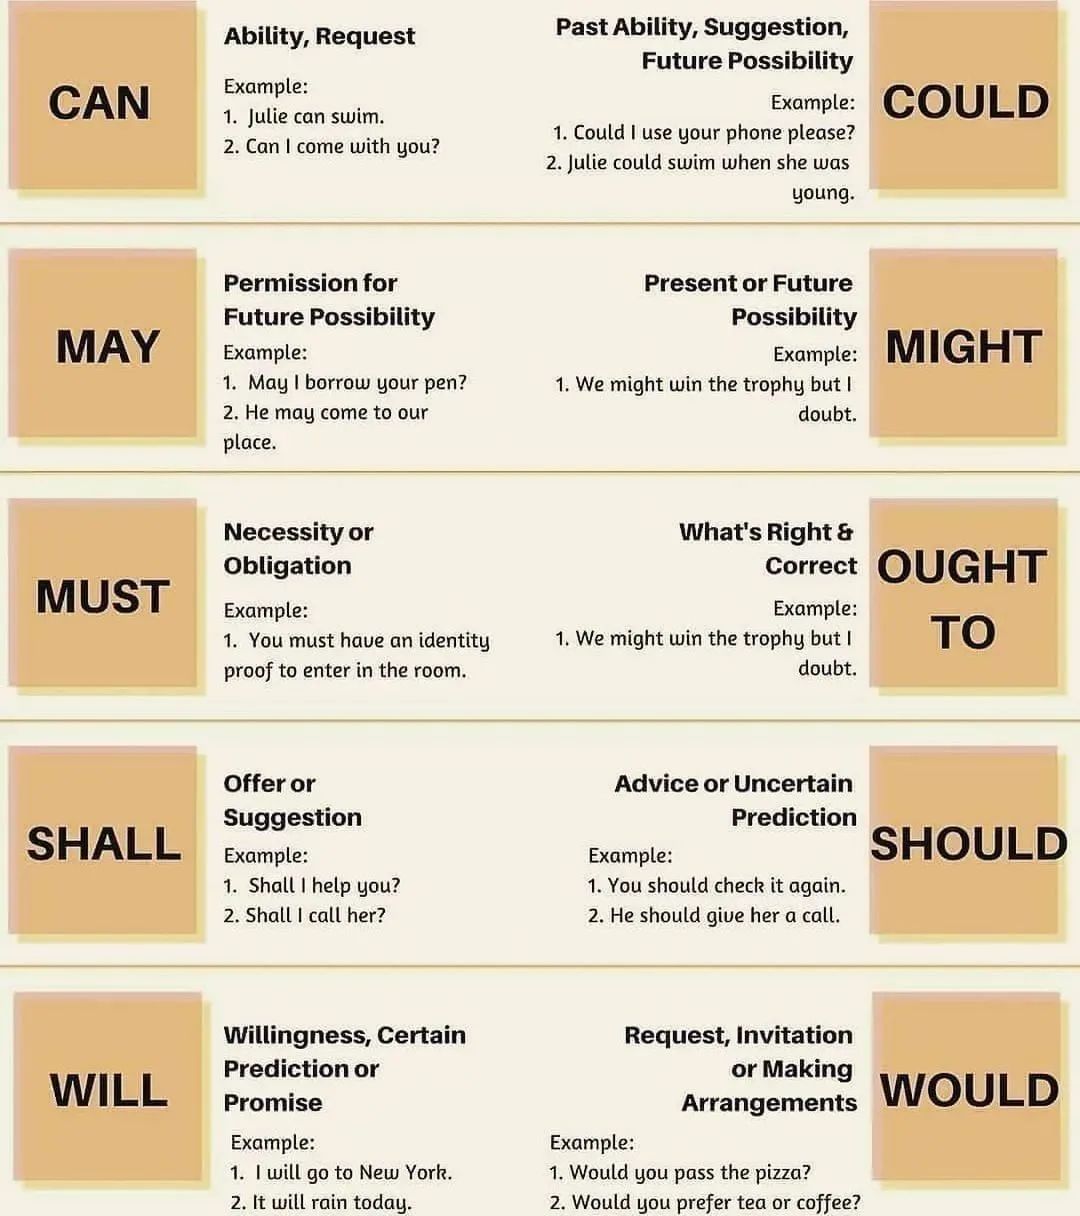 CAN
Ability, Request
Example:
1. Julie can swim.
2. Can I come with you?
Past Ability, Suggestion,
Future Possibility
Example:
1. Could I use your phone please?
2. Julie could swim when she was
young.
COULD
MAY
Permission for
Future Possibility
Example:
1. May I borrow your pen?
2. He may come to our
place.
Present or Future
Possibility
Example:
1. We might win the trophy but I
doubt.
MIGHT
MUST
Necessity or
Obligation
Example:
1. You must have an identity
proof to enter in the room.
What's Right &
Correct
Example:
1. We might win the trophy but I
doubt.
OUGHT
TO
SHALL
Offer or
Suggestion
Example:
1. Shall I help you?
2. Shall I call her?
Advice or Uncertain
Prediction
Example:
1. You should check it again.
2. He should give her a call.
SHOULD
WILL
Willingness, Certain
Prediction or
Promise
Example:
1. I will go to New York.
2. It will rain today.
Request, Invitation
or Making
Arrangements
Example:
1. Would you pass the pizza?
2. Would you prefer tea or coffee?
WOULD